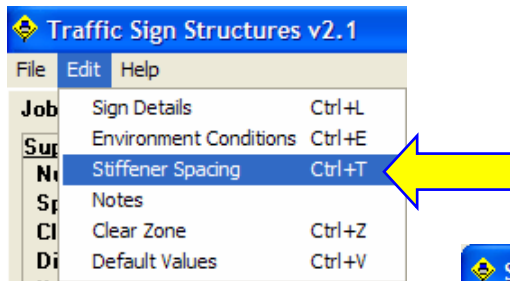 Traffic Sign Structures v2.1
File Edit Help
Job
Sign Details Ctrl+L
Environment Conditions Ctrl+E
Stiffener Spacing Ctrl+T
Notes
Clear Zone Ctrl+Z
Default Values Ctrl+V